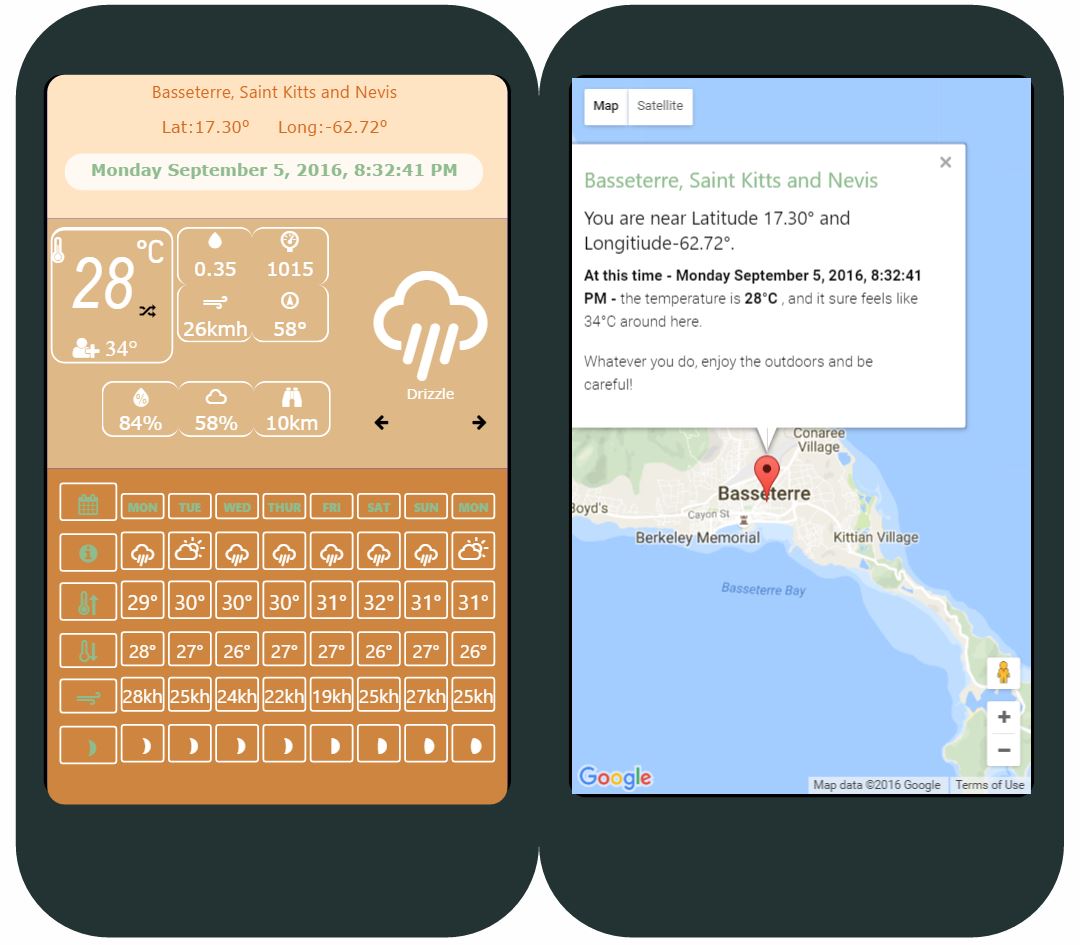 Basseterre, Saint Kitts and Nevis
Lat:17.30° Long:-62.72°
Monday September 5, 2016, 8:32:41 PM
28 °C
34°
0.35 1015
26kmh 58°
84% 58% 10km
Drizzle
MON TUE WED THUR FRI SAT SUN MON
29° 30° 30° 30° 31° 32° 31° 31°
28° 27° 26° 27° 27° 26° 27° 26°
28kh 25kh 24kh 22kh 19kh 25kh 27kh 25kh
Map Satellite
Basseterre, Saint Kitts and Nevis
You are near Latitude 17.30° and
Longitiude-62.72°.
At this time - Monday September 5, 2016, 8:32:41
PM - the temperature is 28°C , and it sure feels like
34°C around here.
Whatever you do, enjoy the outdoors and be
careful!
Conaree
Village
Basseterre
Boyd's
Cayon St
Berkeley Memorial
Kittian Village
Basseterre Bay
Google
Map data ©2016 Google Terms of Use